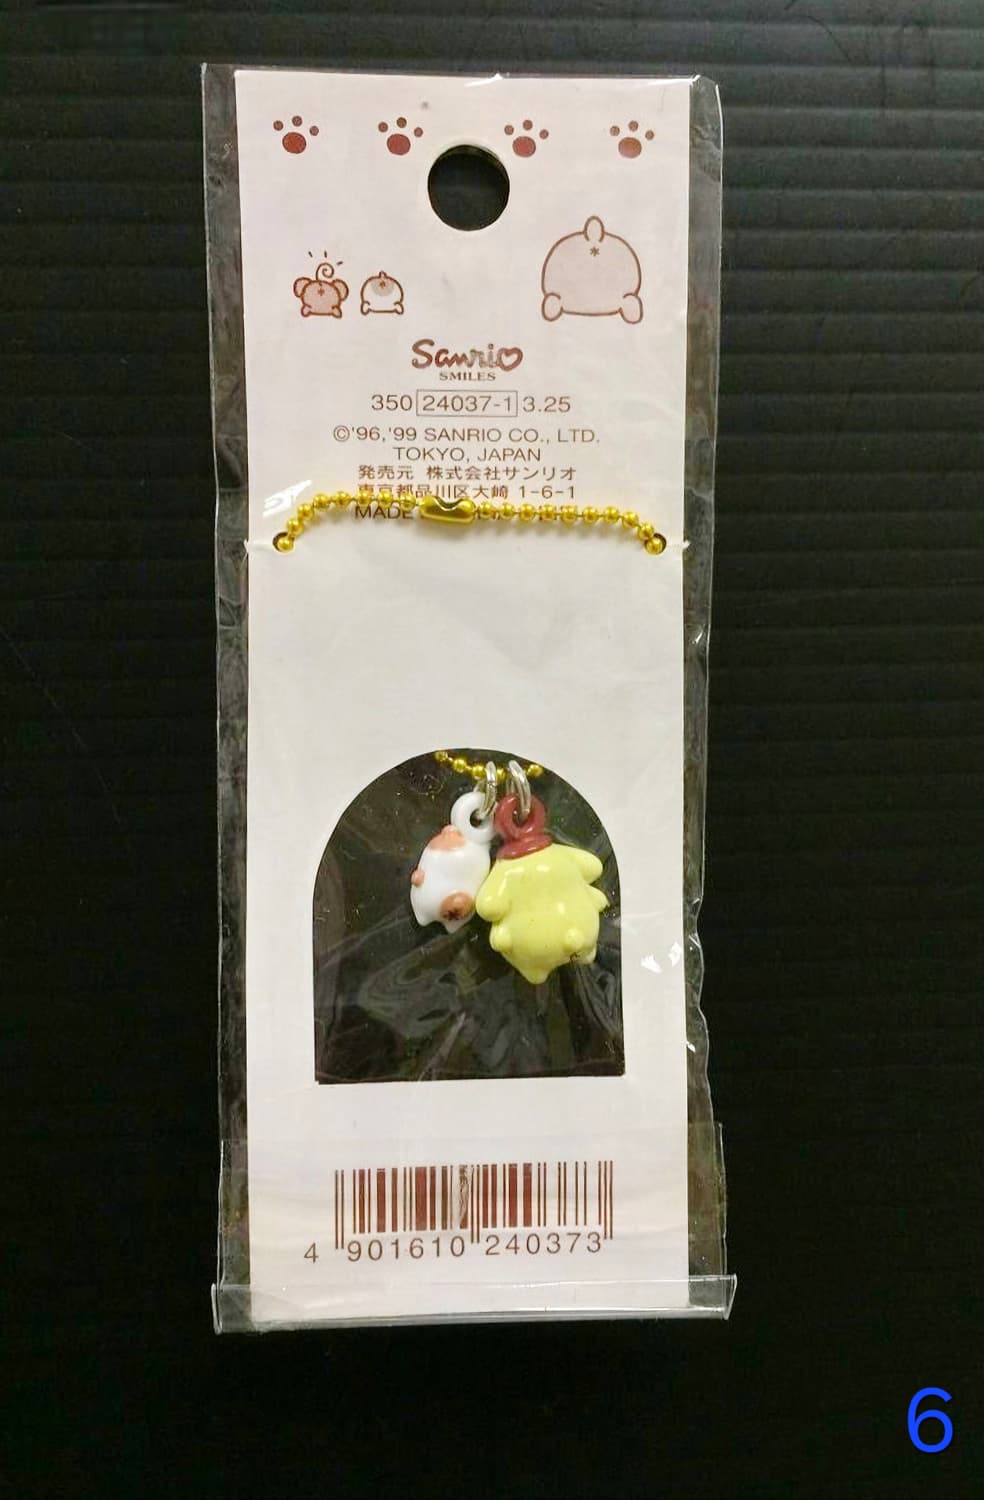 Sanrio
SMILES
350 24037-1 3.25
©'96,'99 SANRIO CO., LTD.
TOKYO, JAPAN
発売元 株式会社サンリオ
東京都品川区大崎 1-6-1
MADE
4 901610 240373
6